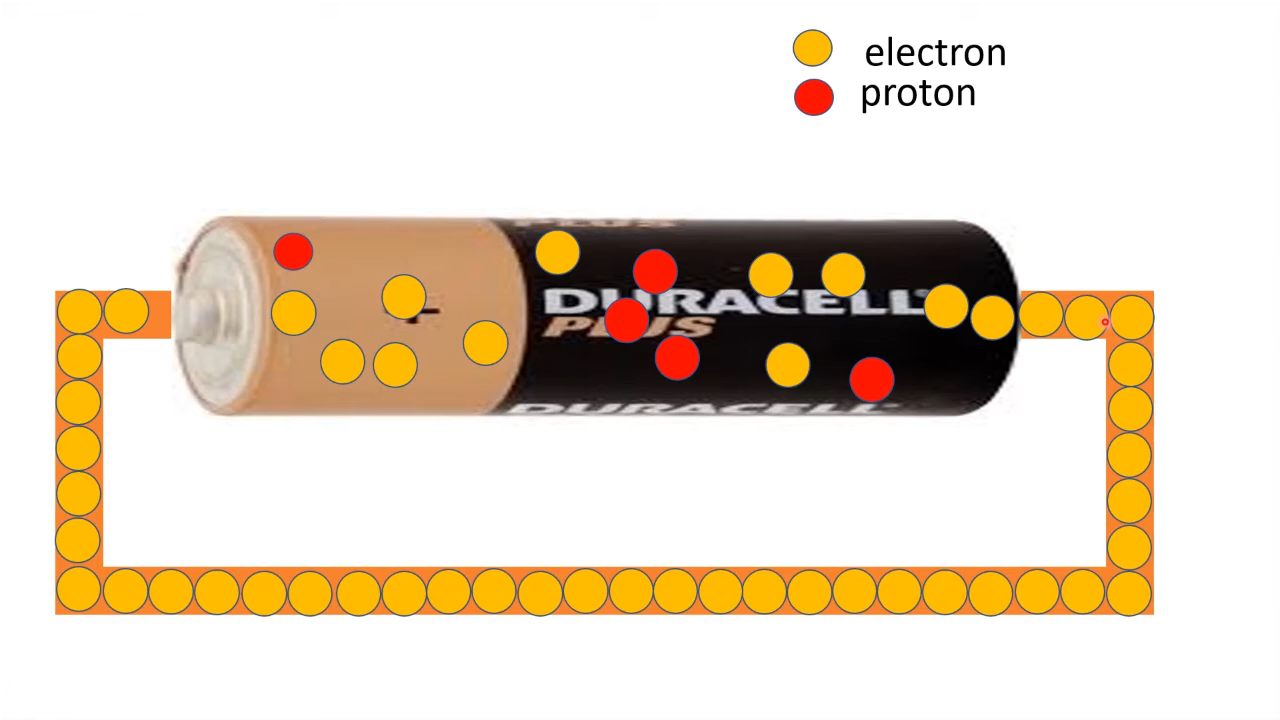 electron
proton
PLUS
+
DURACELL
PLUS
DURACELL